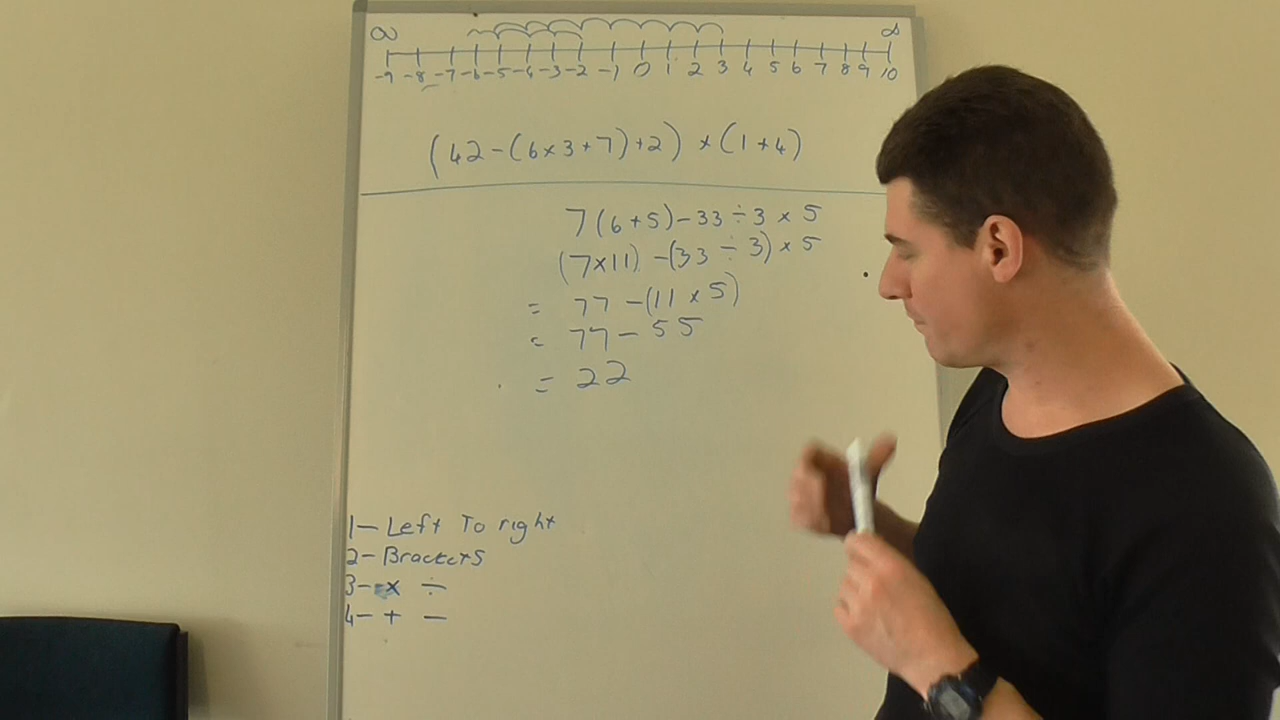 ∞ ∞
-9 -8 -7 -6 -5 -4 -3 -2 -1 0 1 2 3 4 5 6 7 8 9 10
(42-(6×3+7)+2) × (1+4)
7(6+5)-33÷3×5
(7×11)-(33÷3)×5
= 77-(11×5)
= 77-55
= 22
1- Left To right
2- Brackets
3- × ÷
4- + -